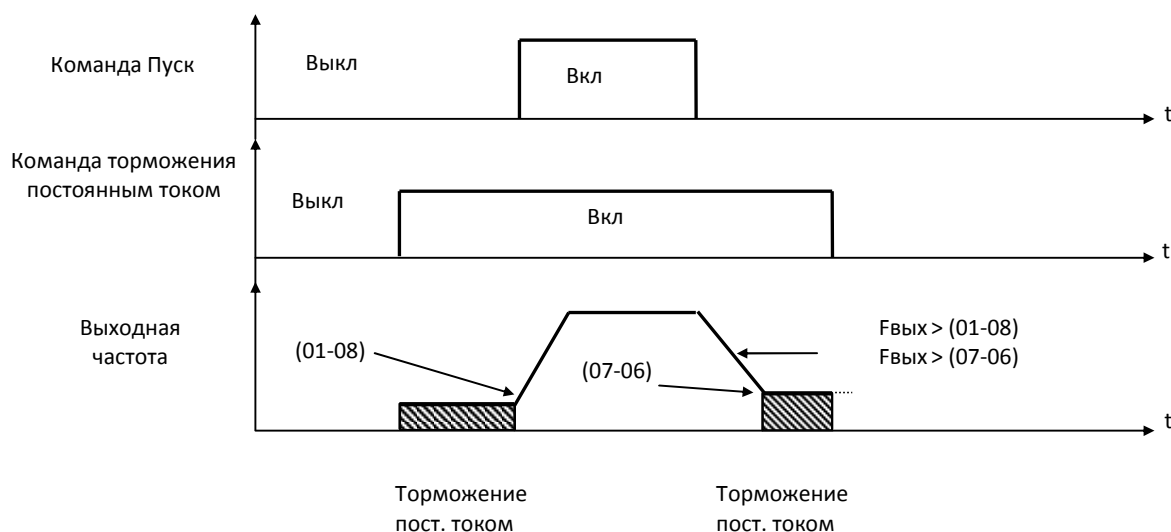 Команда Пуск
Выкл
Вкл
t
Команда торможения
постоянным током
Выкл
Вкл
t
Выходная
частота
(01-08)
(07-06)
Fвых > (01-08)
Fвых > (07-06)
t
Торможение
пост. током
Торможение
пост. током